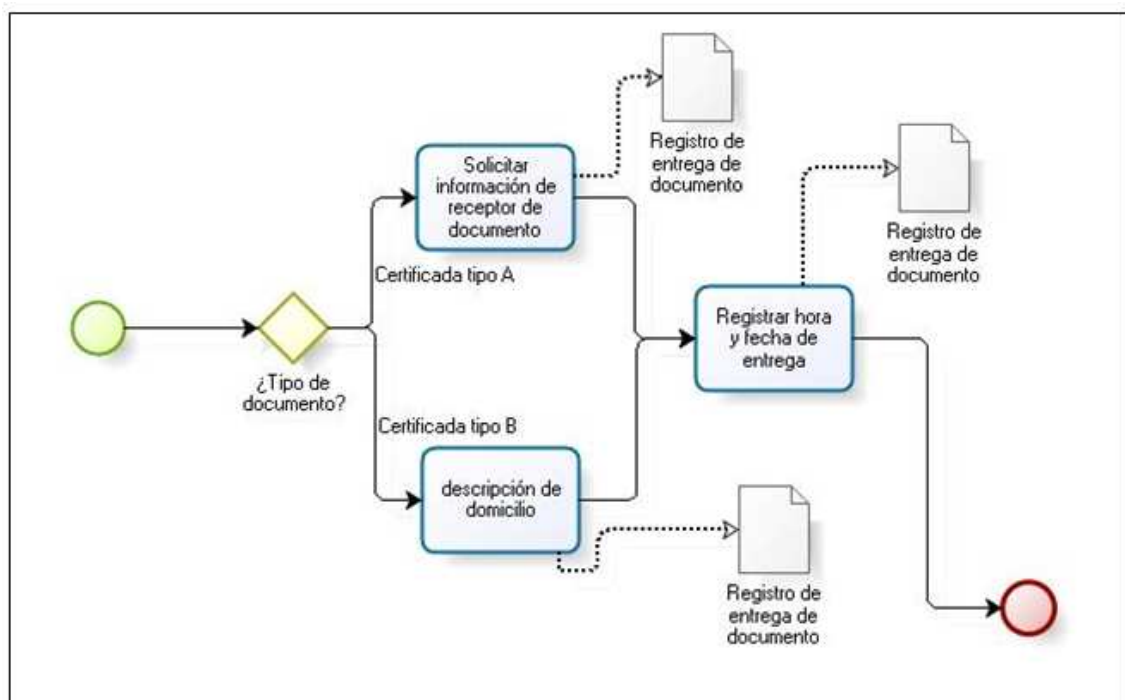 Registro de
entrega de
documento
Solicitar
información de
receptor de
documento
Registro de
entrega de
documento
Certificada tipo A
Registrar hora
y fecha de
entrega
¿Tipo de
documento?
Certificada tipo B
descripción de
domicilio
Registro de
entrega de
documento